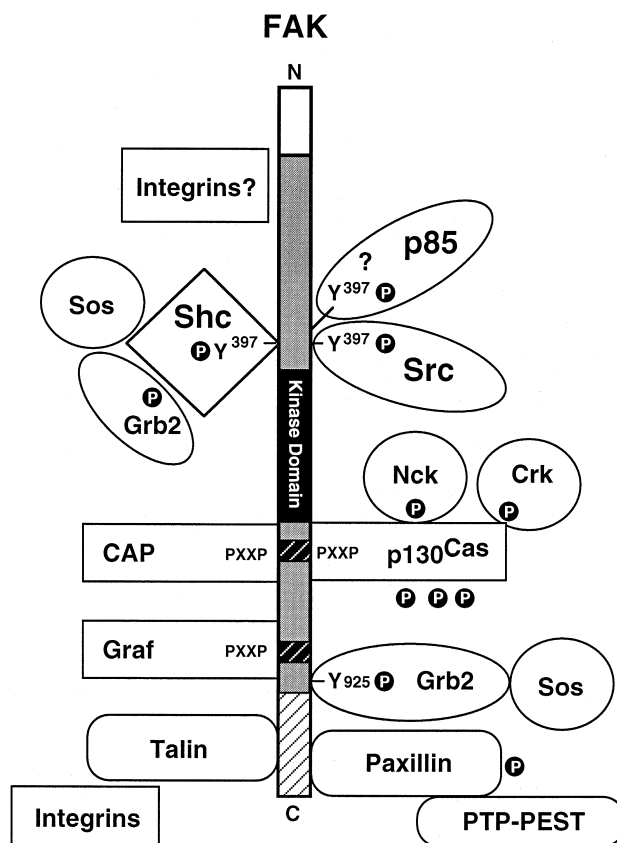 FAK
N
Integrins?
p85
?
Y397 P
Sos
Shc
P Y397
Y397 P
Src
P
Grb2
Kinase Domain
Nck
P
Crk
P
CAP
PXXP
PXXP
p130Cas
P P P
Graf
PXXP
Y925 P
Grb2
Sos
Talin
Paxillin
P
C
Integrins
PTP-PEST